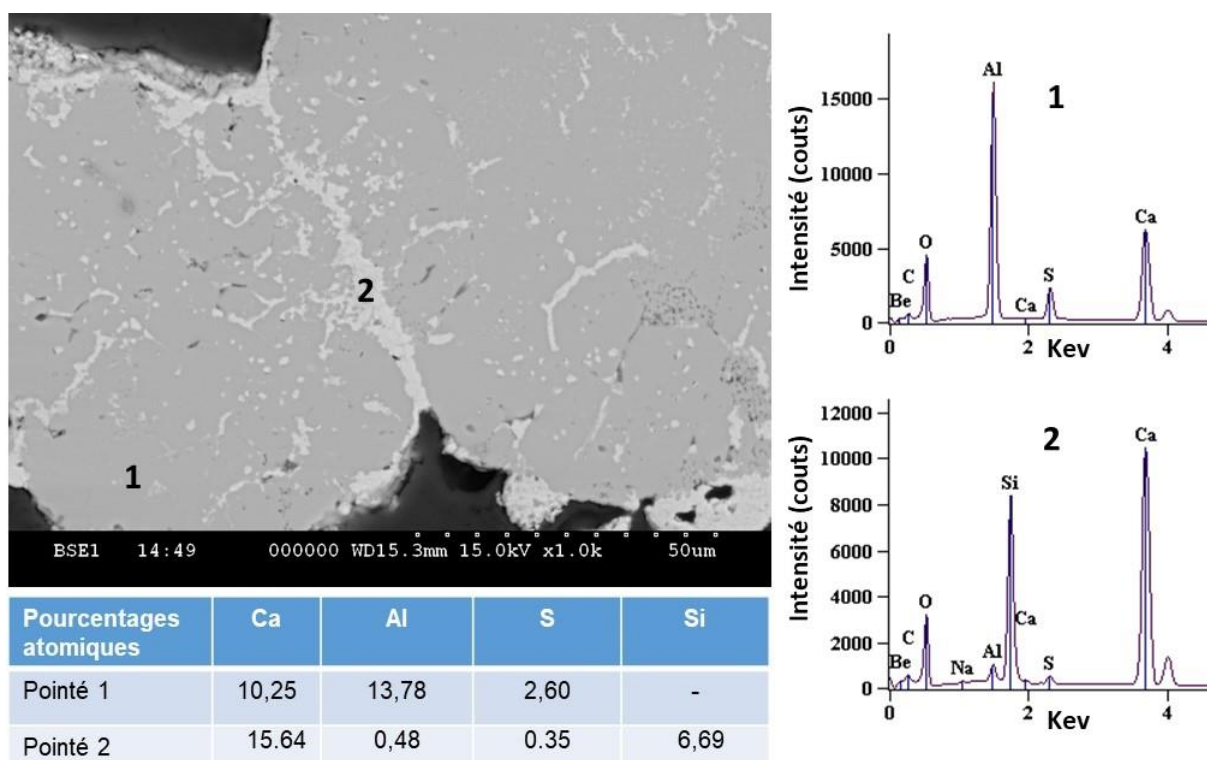 1
2
BSE1 14:49 000000 WD15.3mm 15.0kV x1.0k 50um
Pourcentages atomiques Ca Al S Si
Pointé 1 10,25 13,78 2,60 -
Pointé 2 15.64 0,48 0.35 6,69
Intensité (couts)
15000
10000
5000
0
Be C O Al Ca S Ca
1
0 2 4
Kev
Intensité (couts)
12000
10000
8000
6000
4000
2000
0
Be C O Na Al Si Ca S Ca
2
0 2 4
Kev